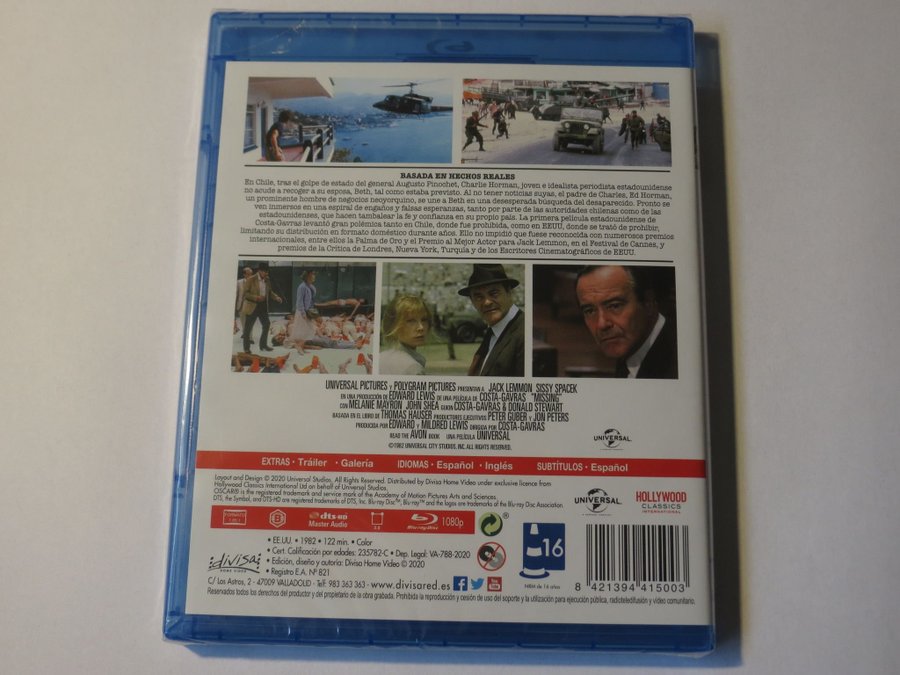 BASADA EN HECHOS REALES
En Chile, tras el golpe de estado del general Augusto Pinochet, Charlie Horman, joven e idealista periodista estadounidense
no acude a recoger a su esposa, Beth, tal como estaba previsto. Al no tener noticias suyas, el padre de Charles, Ed Horman,
un prominente hombre de negocios neoyorquino, se une a Beth en una desesperada búsqueda del desaparecido. Pronto se
ven inmersos en una espiral de engaños y falsas esperanzas, tanto por parte de las autoridades chilenas como de las
estadounidenses, que hacen tambalear la fe y confianza en su propio país. La primera película estadounidense de
Costa-Gavras levantó gran polémica tanto en Chile, donde fue prohibida, como en EEUU, donde se trató de prohibir,
limitando su distribución en formato doméstico durante años. Ello no impidió que fuese reconocida con numerosos premios
internacionales, entre ellos la Palma de Oro y el Premio al Mejor Actor para Jack Lemmon, en el Festival de Cannes, y
premios de la Crítica de Londres, Nueva York, Turquía y de los Escritores Cinematográficos de EEUU.
UNIVERSAL PICTURES Y POLYGRAM PICTURES PRESENTAN A JACK LEMMON SISSY SPACEK
EN UNA PRODUCCIÓN DE EDWARD LEWIS DE UNA PELÍCULA DE COSTA-GAVRAS "MISSING"
CON MELANIE MAYRON JOHN SHEA GUION COSTA-GAVRAS & DONALD STEWART
BASADA EN EL LIBRO DE THOMAS HAUSER PRODUCTORES EJECUTIVOS PETER GUBER Y JON PETERS
PRODUCIDA POR EDWARD Y MILDRED LEWIS DIRIGIDA POR COSTA-GAVRAS
READ THE AVON BOOK UNA PELÍCULA UNIVERSAL
©1982 UNIVERSAL CITY STUDIOS, INC. ALL RIGHTS RESERVED.
UNIVERSAL
EXTRAS · Tráiler · Galería IDIOMAS · Español · Inglés SUBTÍTULOS · Español
Layout and Design © 2020 Universal Studios. All Rights Reserved. Distributed by Divisa Home Video under exclusive licence from
Hollywood Classics International Ltd on behalf of Universal Studios.
OSCAR® is the registered trademark and service mark of the Academy of Motion Pictures Arts and Sciences.
DTS, the Symbol, and DTS-HD are registered trademarks of DTS, Inc. Blu-ray Disc™, Blu-ray™ and the logos are trademarks of the Blu-ray Disc Association.
UNIVERSAL
HOLLYWOOD
CLASSICS
INTERNATIONAL
B
dts-HD
Master Audio
Blu-ray Disc
1080p
• EE.UU. • 1982 • 122 min. • Color
• Cert. Calificación por edades: 235782-C • Dep. Legal: VA-788-2020
• Edición, diseño y autoría: Divisa Home Video © 2020
• Registro E.A. Nº 821
divisa
HOME VIDEO
C/ Los Astros, 2 - 47009 VALLADOLID - Telf: 983 363 363 - www.divisared.es
You Tube
16
8 421394 415003
Reservados todos los derechos del productor y del propietario de la obra grabada. Prohibida la reproducción y cesión de uso del soporte y la utilización para ejecución pública, radioteledifusión y vídeo comunitario.